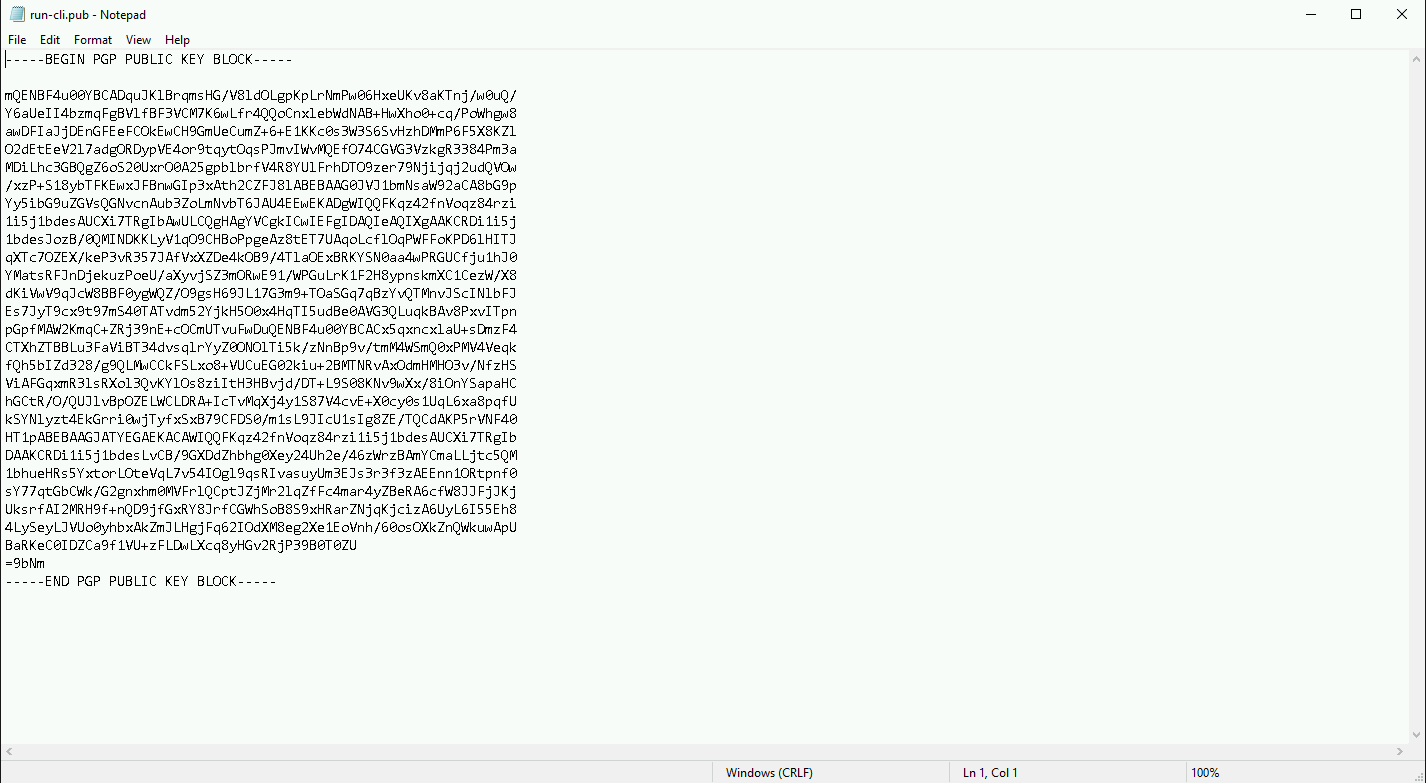 run-cli.pub - Notepad
File Edit Format View Help
-----BEGIN PGP PUBLIC KEY BLOCK-----
mQENBF4u00YBCADquJKlBrqmsHG/V8ldOLgpKpLrNmPw06HxeUKv8aKTnj/w0uQ/
Y6aUeII4bzmqFgBVlfBF3VCM7K6wLfr4QQoCnxlebWdNAB+HwXho0+cq/PoWhgw8
awDFIaJjDEnGFEeFCOkEwCH9GmUeCumZ+6+E1KKc0s3W3S6SvHzhDMmP6F5X8KZl
O2dEtEeV2l7adgORDypVE4or9tqytOqsPJmvIWvMQEfO74CGVG3VzkgR3384Pm3a
MDiLhc3GBQgZ6oS20UxrO0A25gpblbrfV4R8YUlFrhDTO9zer79Njijqj2udQVOw
/xzP+S18ybTFKEwxJFBnwGIp3xAth2CZFJ8lABEBAAG0JVJ1bmNsaW92aCA8bG9p
Yy5ibG9uZGVsQGNvcnAub3ZoLmNvbT6JAU4EEwEKADgWIQQFKqz42fnVoqz84rzi
1i5j1bdesAUCXi7TRgIbAwULCQgHAgYVCgkICwIEFgIDAQIeAQIXgAAKCRDi1i5j
1bdesJozB/0QMINDKKLyV1qO9CHBoPpgeAz8tET7UAqoLcflOqPWFFoKPD6lHITJ
qXTc7OZEX/keP3vR357JAfVxXZDe4kOB9/4TlaOExBRKYSN0aa4wPRGUCfju1hJ0
YMatsRFJnDjekuzPoeU/aXyvjSZ3mORwE91/WPGuLrK1F2H8ypnskmXC1CezW/X8
dKiVwV9qJcW8BBF0ygWQZ/O9gsH69JL17G3m9+TOaSGq7qBzYvQTMnvJScINlbFJ
Es7JyT9cx9t97mS40TATvdm52YjkH5O0x4HqTI5udBe0AVG3QLuqkBAv8PxvITpn
pGpfMAW2KmqC+ZRj39nE+cOCmUTvuFwDuQENBF4u00YBCACx5qxncxlaU+sDmzF4
CTXhZTBBLu3FaViBT34dvsqlrYyZ0ONOlTi5k/zNnBp9v/tmM4WSmQ0xPMV4Veqk
fQh5bIZd328/g9QLMwCCkFSLxo8+VUCuEG02kiu+2BMTNRvAxOdmHMHO3v/NfzHS
ViAFGqxmR3lsRXol3QvKYlOs8ziItH3HBvjd/DT+L9S08KNv9wXx/8iOnYSapaHC
hGCtR/O/QUJlvBpOZELWCLDRA+IcTvMqXj4y1S87V4cvE+X0cy0s1UqL6xa8pqfU
kSYNlyzt4EkGrri0wjTyfxSxB79CFDS0/m1sL9JIcU1sIg8ZE/TQCdAKP5rVNF40
HT1pABEBAAGJATYEGAEKACAWIQQFKqz42fnVoqz84rzi1i5j1bdesAUCXi7TRgIb
DAAKCRDi1i5j1bdesLvCB/9GXDdZhbhg0Xey24Uh2e/46zWrzBAmYCmaLLjtc5QM
1bhueHRs5YxtorLOteVqL7v54IOgl9qsRIvasuyUm3EJs3r3f3zAEEnn1ORtpnf0
sY77qtGbCWk/G2gnxhm0MVFrlQCptJZjMr2lqZfFc4mar4yZBeRA6cfW8JJFjJKj
UksrfAI2MRH9f+nQD9jfGxRY8JrfCGWhSoB8S9xHRarZNjqKjcizA6UyL6I55Eh8
4LySeyLJVUo0yhbxAkZmJLHgjFq62IOdXM8eg2Xe1EoVnh/60osOXkZnQWkuwApU
BaRKeC0IDZCa9f1VU+zFLDwLXcq8yHGv2RjP39B0T0ZU
=9bNm
-----END PGP PUBLIC KEY BLOCK-----
Windows (CRLF) Ln 1, Col 1 100%